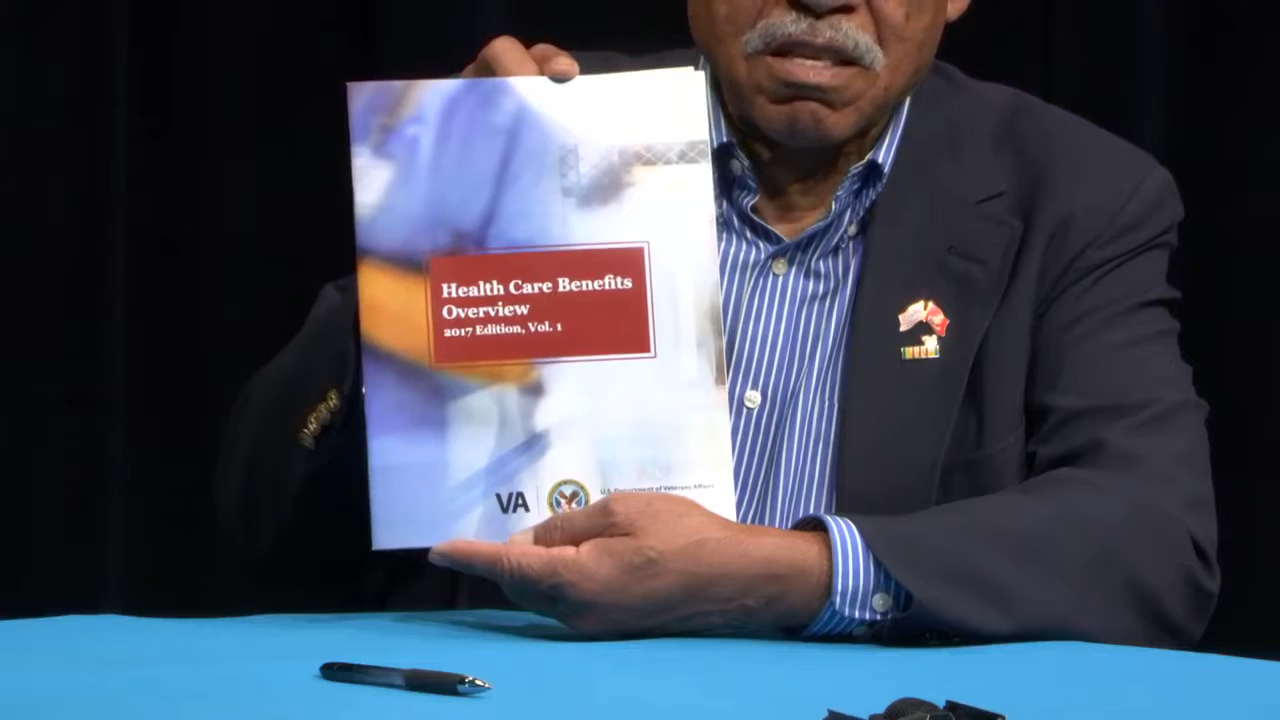 Health Care Benefits
Overview
2017 Edition, Vol. 1
VA
U.S. Department of Veterans Affairs